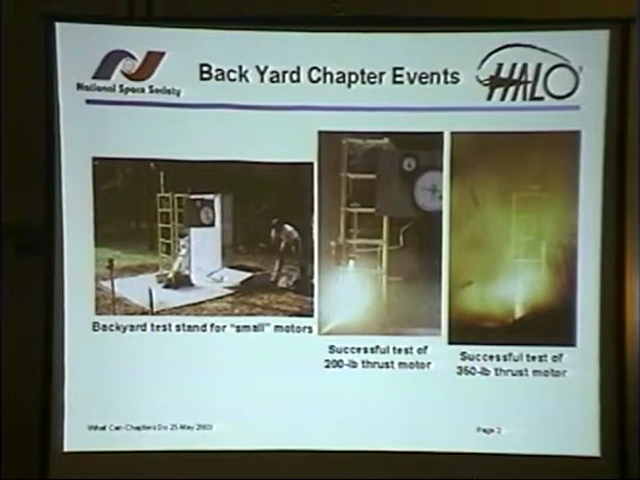 National Space Society
Back Yard Chapter Events
HALO
Backyard test stand for "small" motors
Successful test of
200-lb thrust motor
Successful test of
350-lb thrust motor
What Can Chapters Do 25-May 2003
Page 2